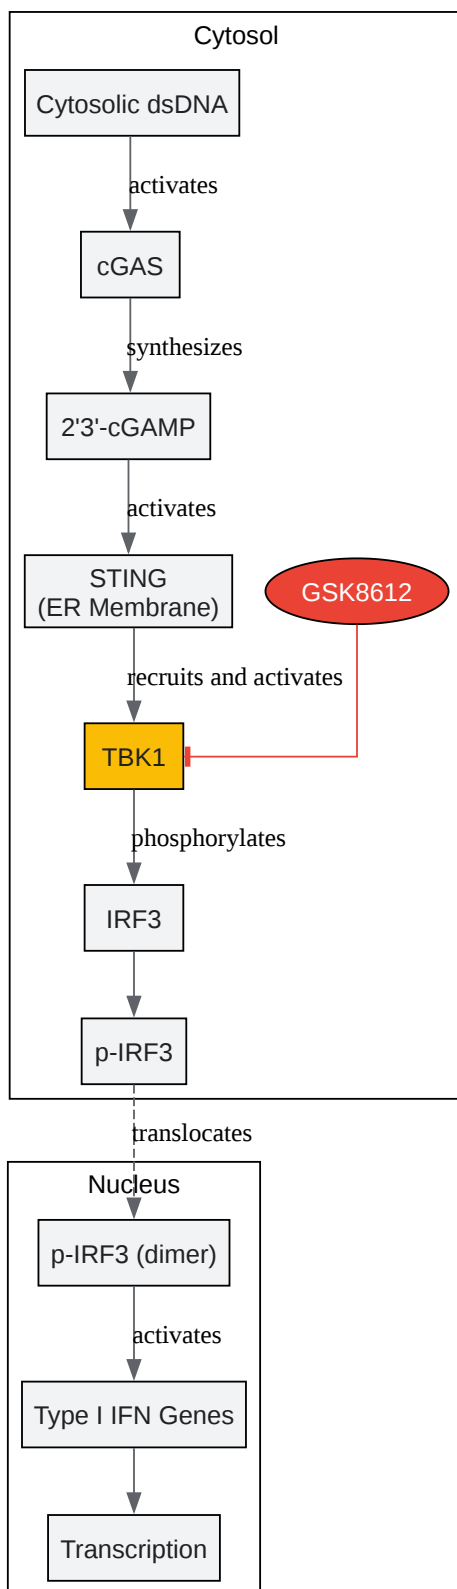 Cytosol
Cytosolic dsDNA
activates
cGAS
synthesizes
2'3'-cGAMP
activates
STING
(ER Membrane)
GSK8612
recruits and activates
TBK1
phosphorylates
IRF3
p-IRF3
translocates
Nucleus
p-IRF3 (dimer)
activates
Type I IFN Genes
Transcription